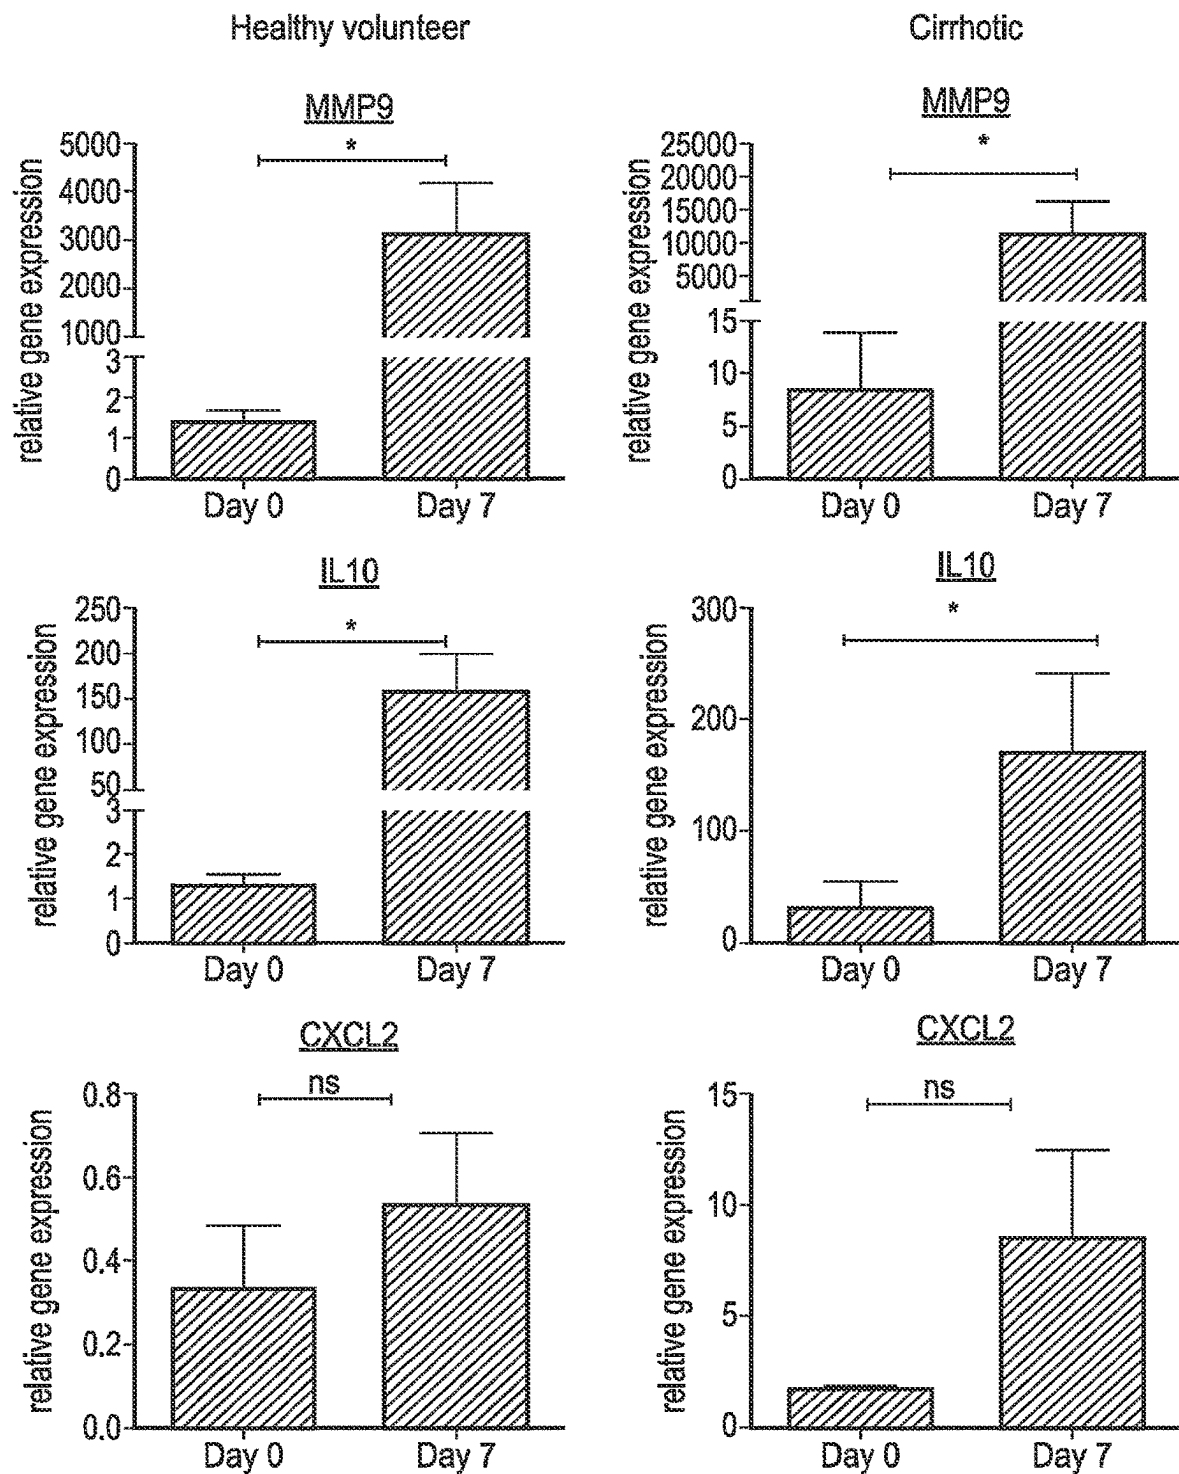 Healthy volunteer
Cirrhotic
MMP9
relative gene expression
5000
4000
3000
2000
1000
3
2
1
0
*
Day 0
Day 7
MMP9
relative gene expression
25000
20000
15000
10000
5000
15
10
5
0
*
Day 0
Day 7
IL10
relative gene expression
250
200
150
100
50
3
2
1
0
*
Day 0
Day 7
IL10
relative gene expression
300
200
100
0
*
Day 0
Day 7
CXCL2
relative gene expression
0.8
0.6
0.4
0.2
0.0
ns
Day 0
Day 7
CXCL2
relative gene expression
15
10
5
0
ns
Day 0
Day 7